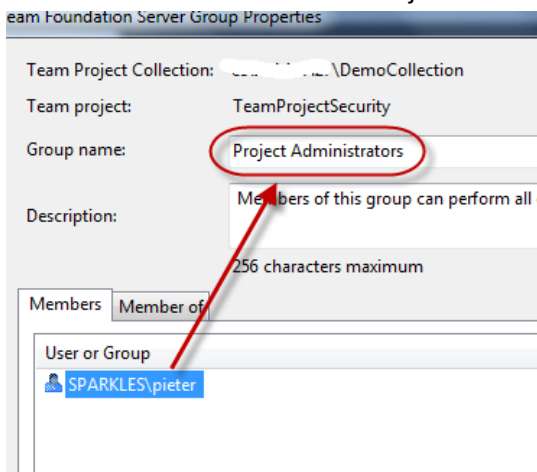 eam Foundation Server Group Properties
Team Project Collection: \DemoCollection
Team project: TeamProjectSecurity
Group name: Project Administrators
Description: Members of this group can perform all
256 characters maximum
Members Member of
User or Group
SPARKLES\pieter